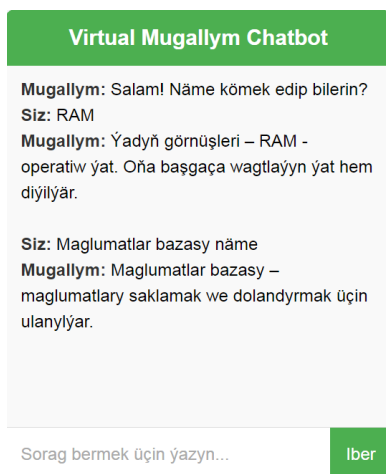 Virtual Mugallym Chatbot
Mugallym: Salam! Näme kömek edip bilerin?
Siz: RAM
Mugallym: Ýadyň görnüşleri – RAM -
operatiw ýat. Oňa başgaça wagtlaýyn ýat hem
diýilýär.
Siz: Maglumatlar bazasy näme
Mugallym: Maglumatlar bazasy –
maglumatlary saklamak we dolandyrmak üçin
ulanylýar.
Sorag bermek üçin ýazyn...
Iber